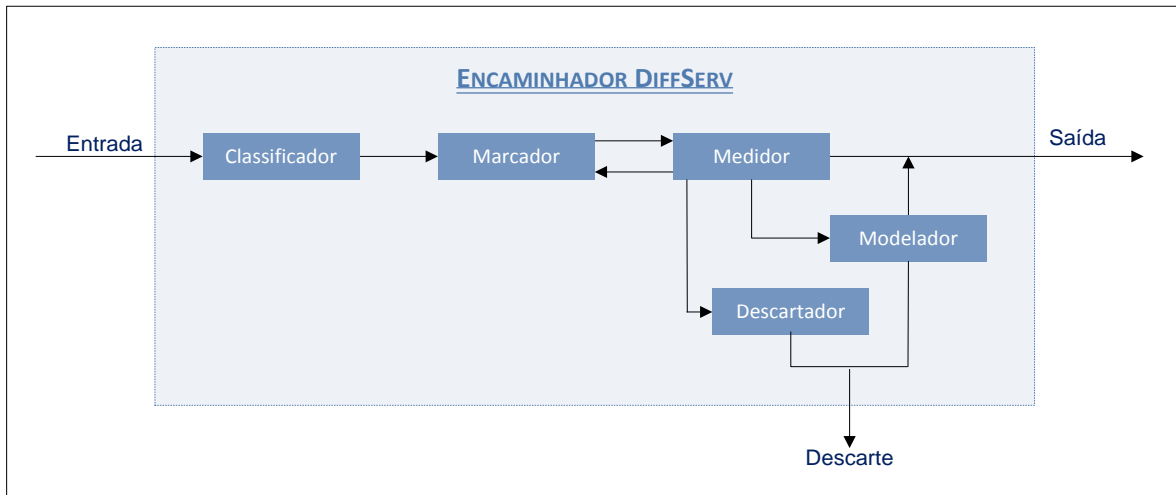 ENCAMINHADOR DIFFSERV
Entrada
Classificador
Marcador
Medidor
Saída
Modelador
Descartador
Descarte